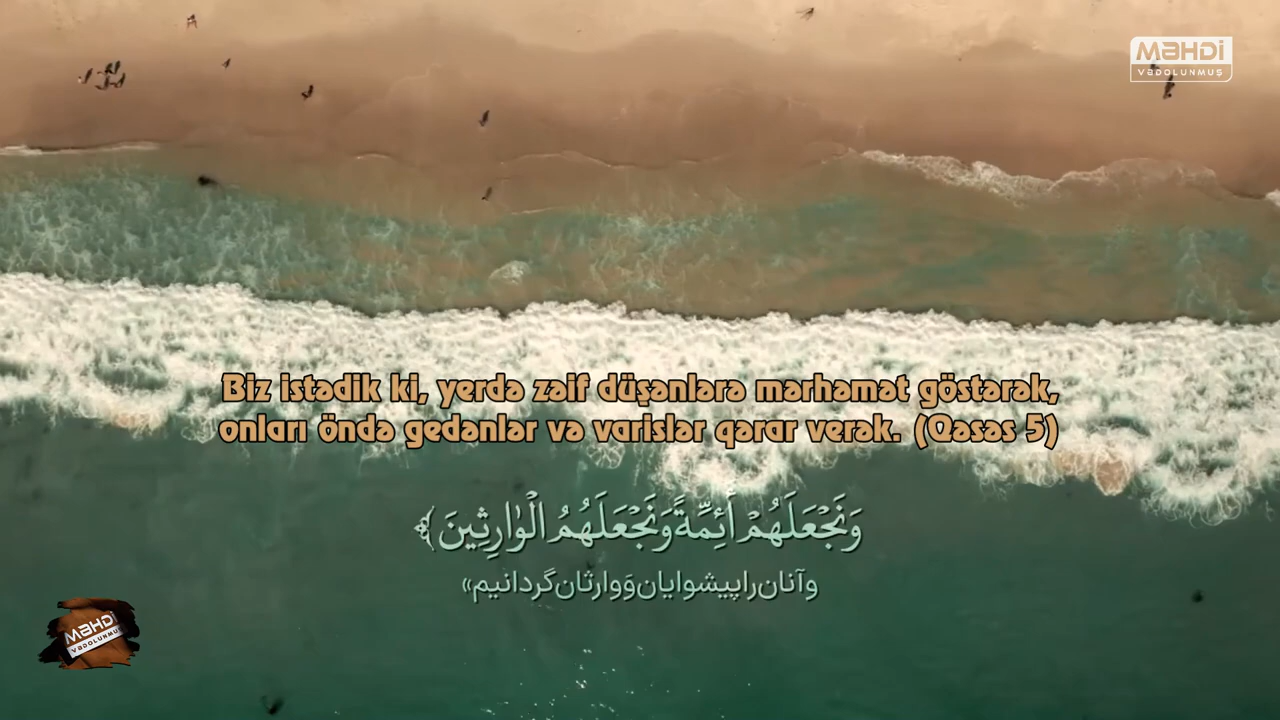 MəHDi
VəDOLUNMUŞ
Biz istədik ki, yerdə zəif düşənlərə mərhəmət göstərək,
onları öndə gedənlər və varislər qərar verək. (Qəsəs 5)
وَنَجْعَلَهُمْ أَئِمَّةً وَنَجْعَلَهُمُ الْوَٰارِثِينَ ﴾
وآنان را پیشوایان وَ وارثان گردانیم»
MəHDi
VəDOLUNMUŞ